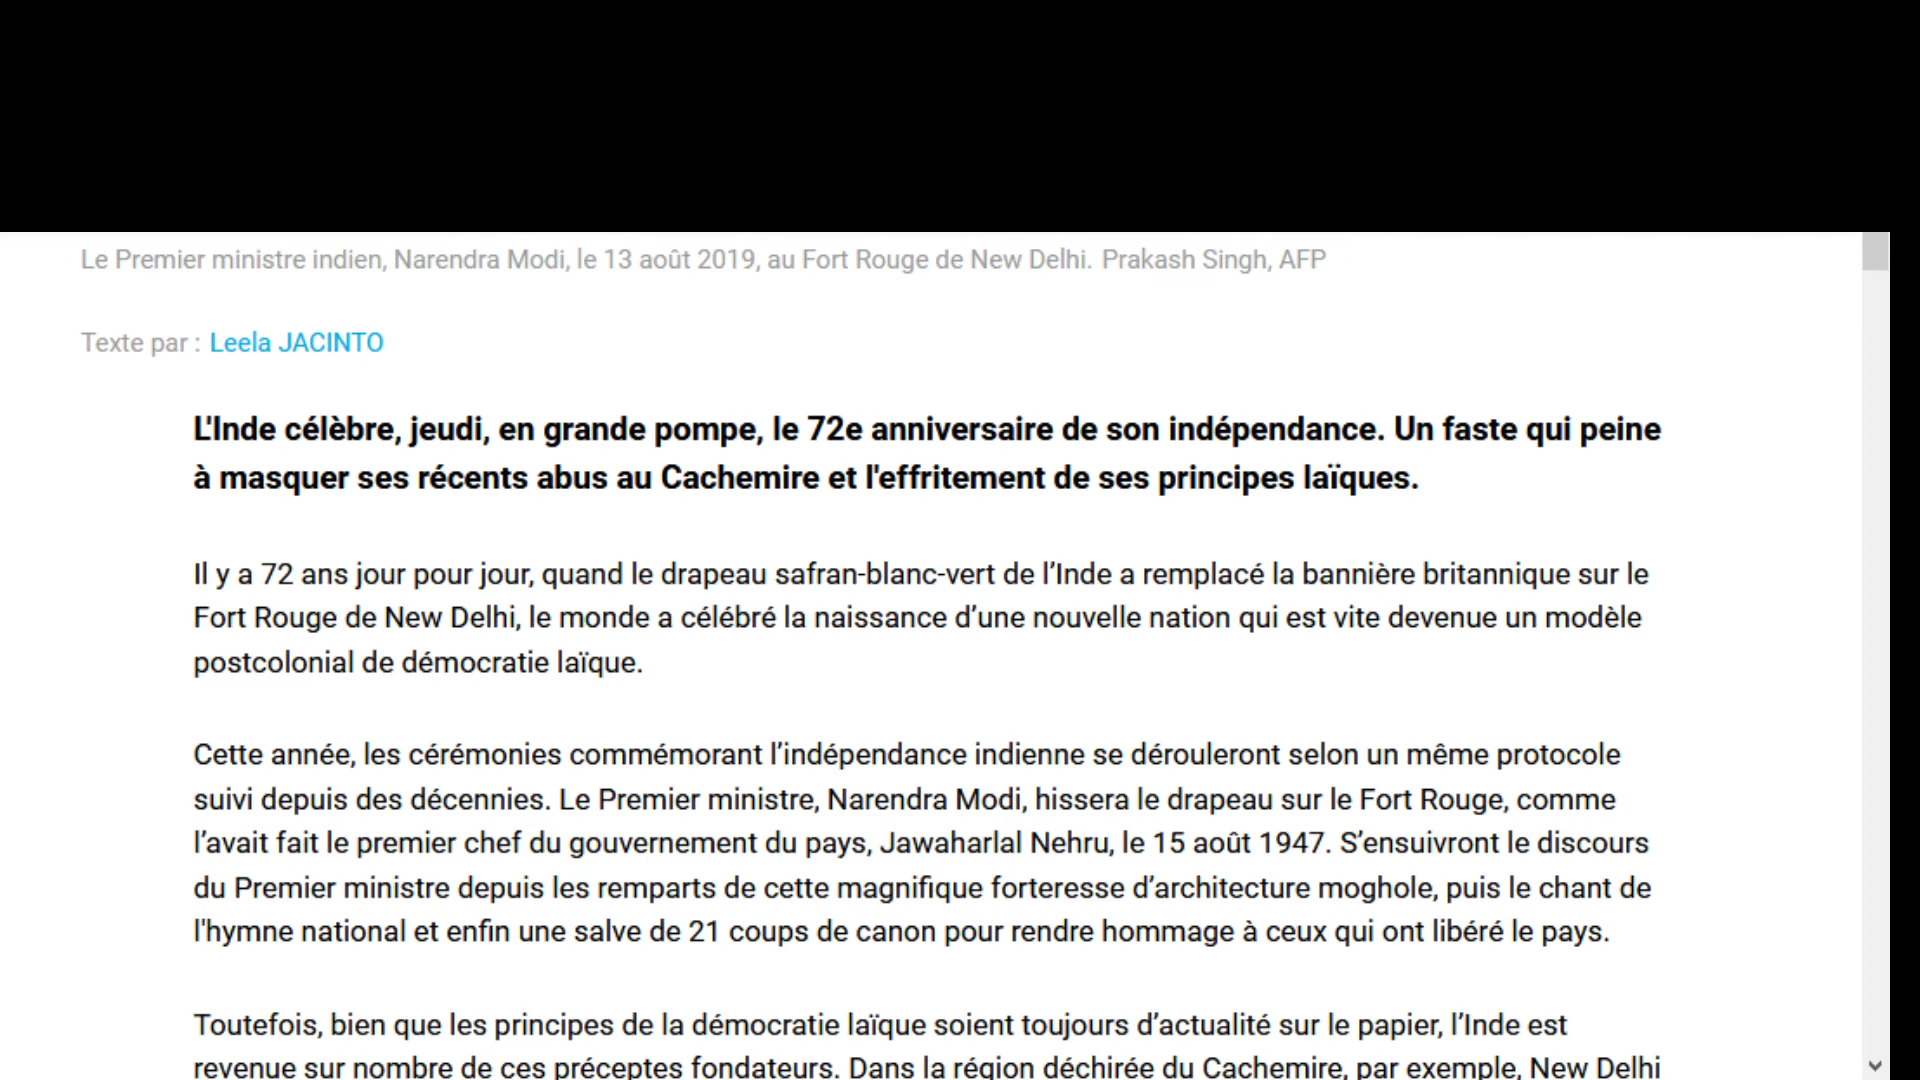 Le Premier ministre indien, Narendra Modi, le 13 août 2019, au Fort Rouge de New Delhi. Prakash Singh, AFP
Texte par : Leela JACINTO
L'Inde célèbre, jeudi, en grande pompe, le 72e anniversaire de son indépendance. Un faste qui peine
à masquer ses récents abus au Cachemire et l'effritement de ses principes laïques.
Il y a 72 ans jour pour jour, quand le drapeau safran-blanc-vert de l’Inde a remplacé la bannière britannique sur le
Fort Rouge de New Delhi, le monde a célébré la naissance d’une nouvelle nation qui est vite devenue un modèle
postcolonial de démocratie laïque.
Cette année, les cérémonies commémorant l’indépendance indienne se dérouleront selon un même protocole
suivi depuis des décennies. Le Premier ministre, Narendra Modi, hissera le drapeau sur le Fort Rouge, comme
l’avait fait le premier chef du gouvernement du pays, Jawaharlal Nehru, le 15 août 1947. S’ensuivront le discours
du Premier ministre depuis les remparts de cette magnifique forteresse d’architecture moghole, puis le chant de
l'hymne national et enfin une salve de 21 coups de canon pour rendre hommage à ceux qui ont libéré le pays.
Toutefois, bien que les principes de la démocratie laïque soient toujours d’actualité sur le papier, l’Inde est
revenue sur nombre de ces préceptes fondateurs. Dans la région déchirée du Cachemire, par exemple, New Delhi